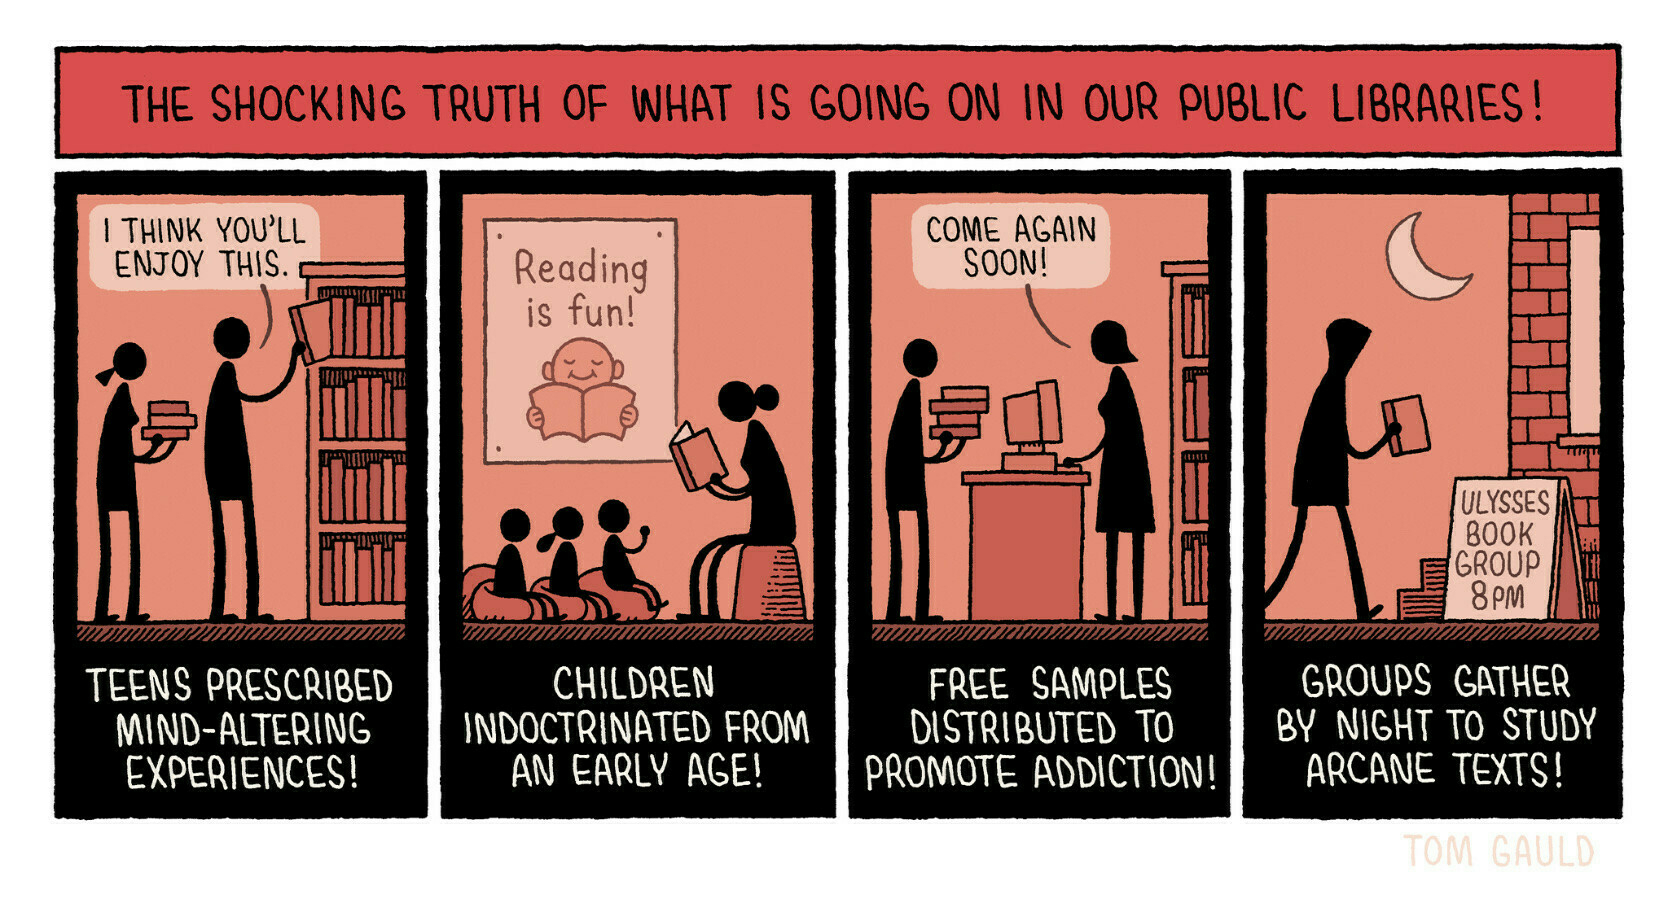 THE SHOCKING TRUTH OF WHAT IS GOING ON IN OUR PUBLIC LIBRARIES!
I THINK YOU'LL
ENJOY THIS.
TEENS PRESCRIBED
MIND-ALTERING
EXPERIENCES!
Reading
is fun!
CHILDREN
INDOCTRINATED FROM
AN EARLY AGE!
COME AGAIN
SOON!
FREE SAMPLES
DISTRIBUTED TO
PROMOTE ADDICTION!
ULYSSES
BOOK
GROUP
8PM
GROUPS GATHER
BY NIGHT TO STUDY
ARCANE TEXTS!
TOM GAULD